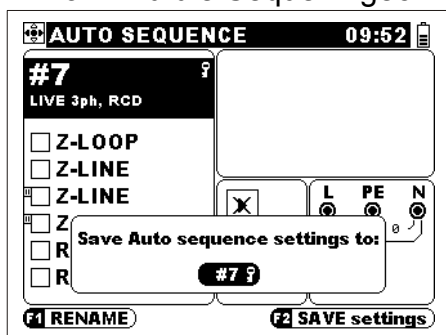 AUTO SEQUENCE 09:52
#7
LIVE 3ph, RCD
Z-LOOP
Z-LINE
Z-LINE
Z
R
R
L PE N
Save Auto sequence settings to:
#7
F1 RENAME
F2 SAVE settings